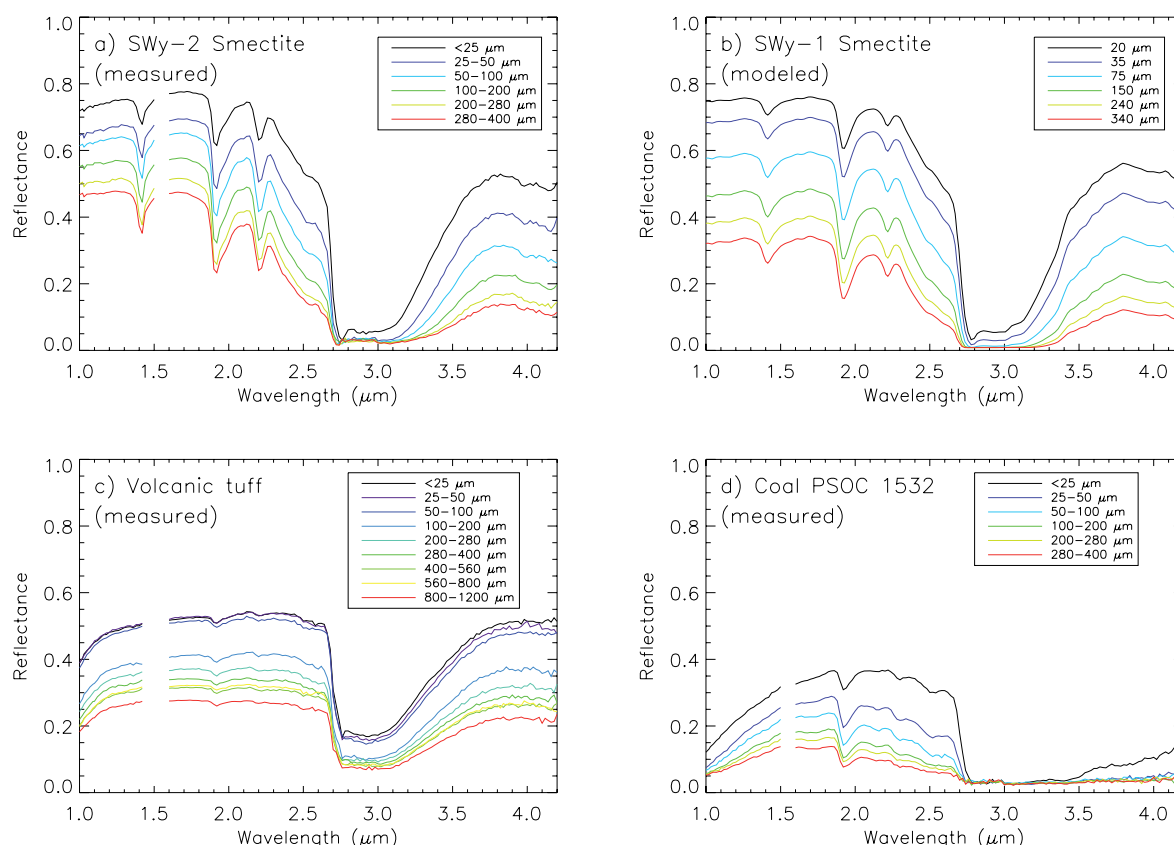 a) SWy-2 Smectite
(measured)
<25 μm
25-50 μm
50-100 μm
100-200 μm
200-280 μm
280-400 μm
1.0
0.8
0.6
0.4
0.2
0.0
Reflectance
1.0 1.5 2.0 2.5 3.0 3.5 4.0
Wavelength (μm)
b) SWy-1 Smectite
(modeled)
20 μm
35 μm
75 μm
150 μm
240 μm
340 μm
1.0
0.8
0.6
0.4
0.2
0.0
Reflectance
1.0 1.5 2.0 2.5 3.0 3.5 4.0
Wavelength (μm)
c) Volcanic tuff
(measured)
<25 μm
25-50 μm
50-100 μm
100-200 μm
200-280 μm
280-400 μm
400-560 μm
560-800 μm
800-1200 μm
1.0
0.8
0.6
0.4
0.2
0.0
Reflectance
1.0 1.5 2.0 2.5 3.0 3.5 4.0
Wavelength (μm)
d) Coal PSOC 1532
(measured)
<25 μm
25-50 μm
50-100 μm
100-200 μm
200-280 μm
280-400 μm
1.0
0.8
0.6
0.4
0.2
0.0
Reflectance
1.0 1.5 2.0 2.5 3.0 3.5 4.0
Wavelength (μm)